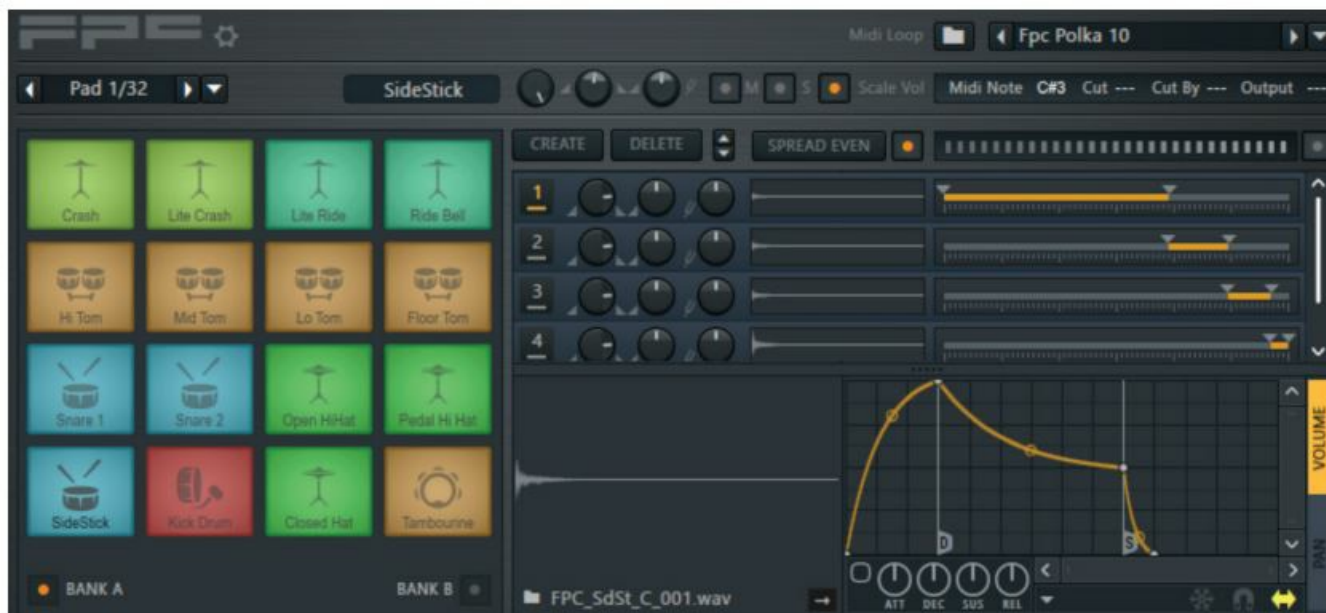 FPC
Midi Loop Fpc Polka 10
Pad 1/32 SideStick M S Scale Vol Midi Note C#3 Cut --- Cut By --- Output ---
CREATE DELETE SPREAD EVEN
1
2
3
4
Crash Lite Crash Lite Ride Ride Bell
Hi Tom Mid Tom Lo Tom Floor Tom
Snare 1 Snare 2 Open HiHat Pedal Hi Hat
SideStick Kick Drum Closed Hat Tambourine
BANK A BANK B
D S
VOLUME
PAN
ATT DEC SUS REL
FPC_SdSt_C_001.wav